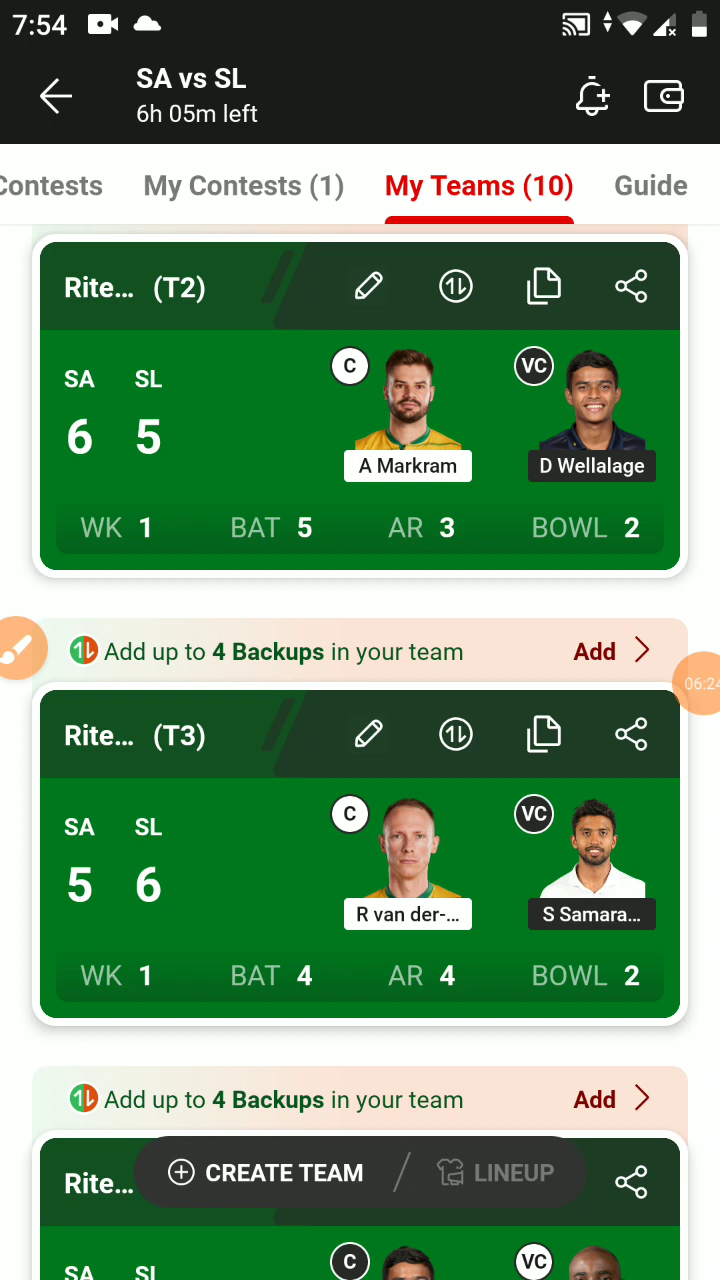 7:54
SA vs SL
6h 05m left
Contests My Contests (1) My Teams (10) Guide
Rite... (T2)
SA SL
6 5
C VC
A Markram D Wellalage
WK 1 BAT 5 AR 3 BOWL 2
Add up to 4 Backups in your team Add
06:24
Rite... (T3)
SA SL
5 6
C VC
R van der-... S Samara...
WK 1 BAT 4 AR 4 BOWL 2
Add up to 4 Backups in your team Add
Rite...
CREATE TEAM LINEUP
SA SL
C VC